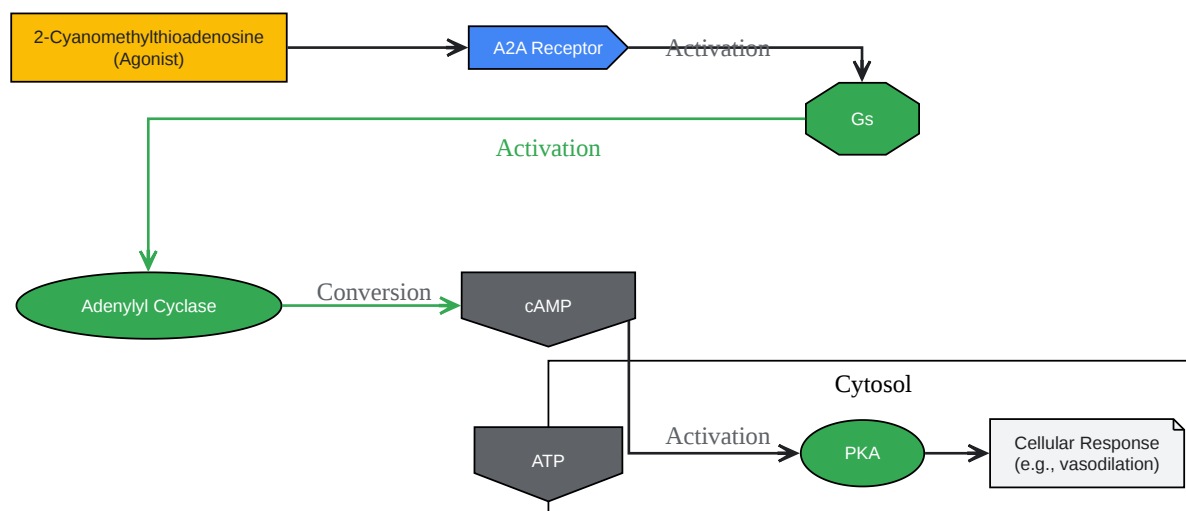 2-Cyanomethylthioadenosine
(Agonist)
A2A Receptor
Activation
Gs
Activation
Adenylyl Cyclase
Conversion
cAMP
Cytosol
ATP
Activation
PKA
Cellular Response
(e.g., vasodilation)